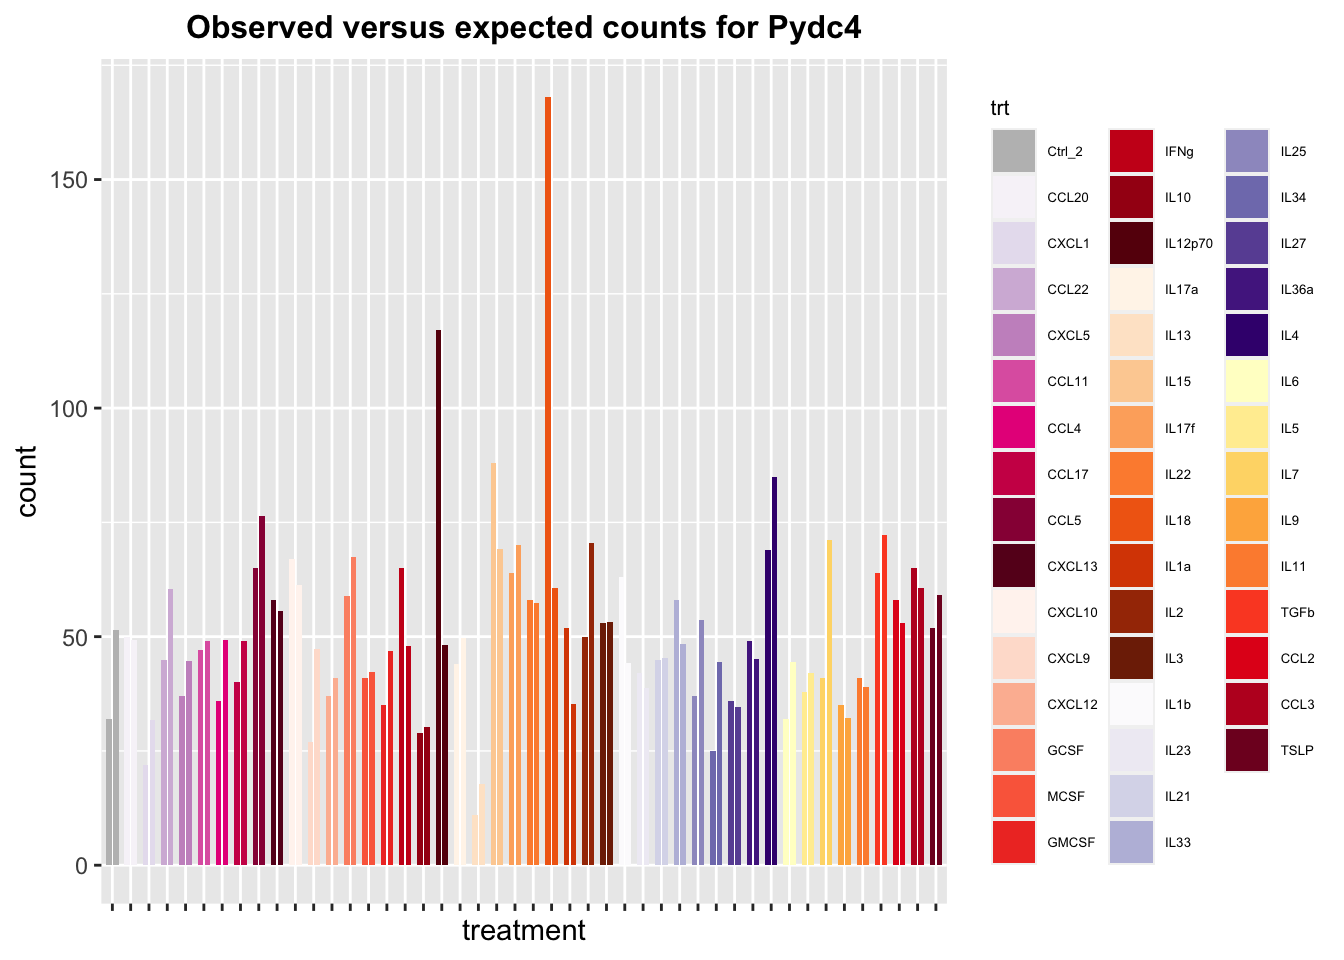 Observed versus expected counts for Pydc4
count
150
100
50
0
treatment
trt
Ctrl_2
CCL20
CXCL1
CCL22
CXCL5
CCL11
CCL4
CCL17
CCL5
CXCL13
CXCL10
CXCL9
CXCL12
GCSF
MCSF
GMCSF
IFNg
IL10
IL12p70
IL17a
IL13
IL15
IL17f
IL22
IL18
IL1a
IL2
IL3
IL1b
IL23
IL21
IL33
IL25
IL34
IL27
IL36a
IL4
IL6
IL5
IL7
IL9
IL11
TGFb
CCL2
CCL3
TSLP